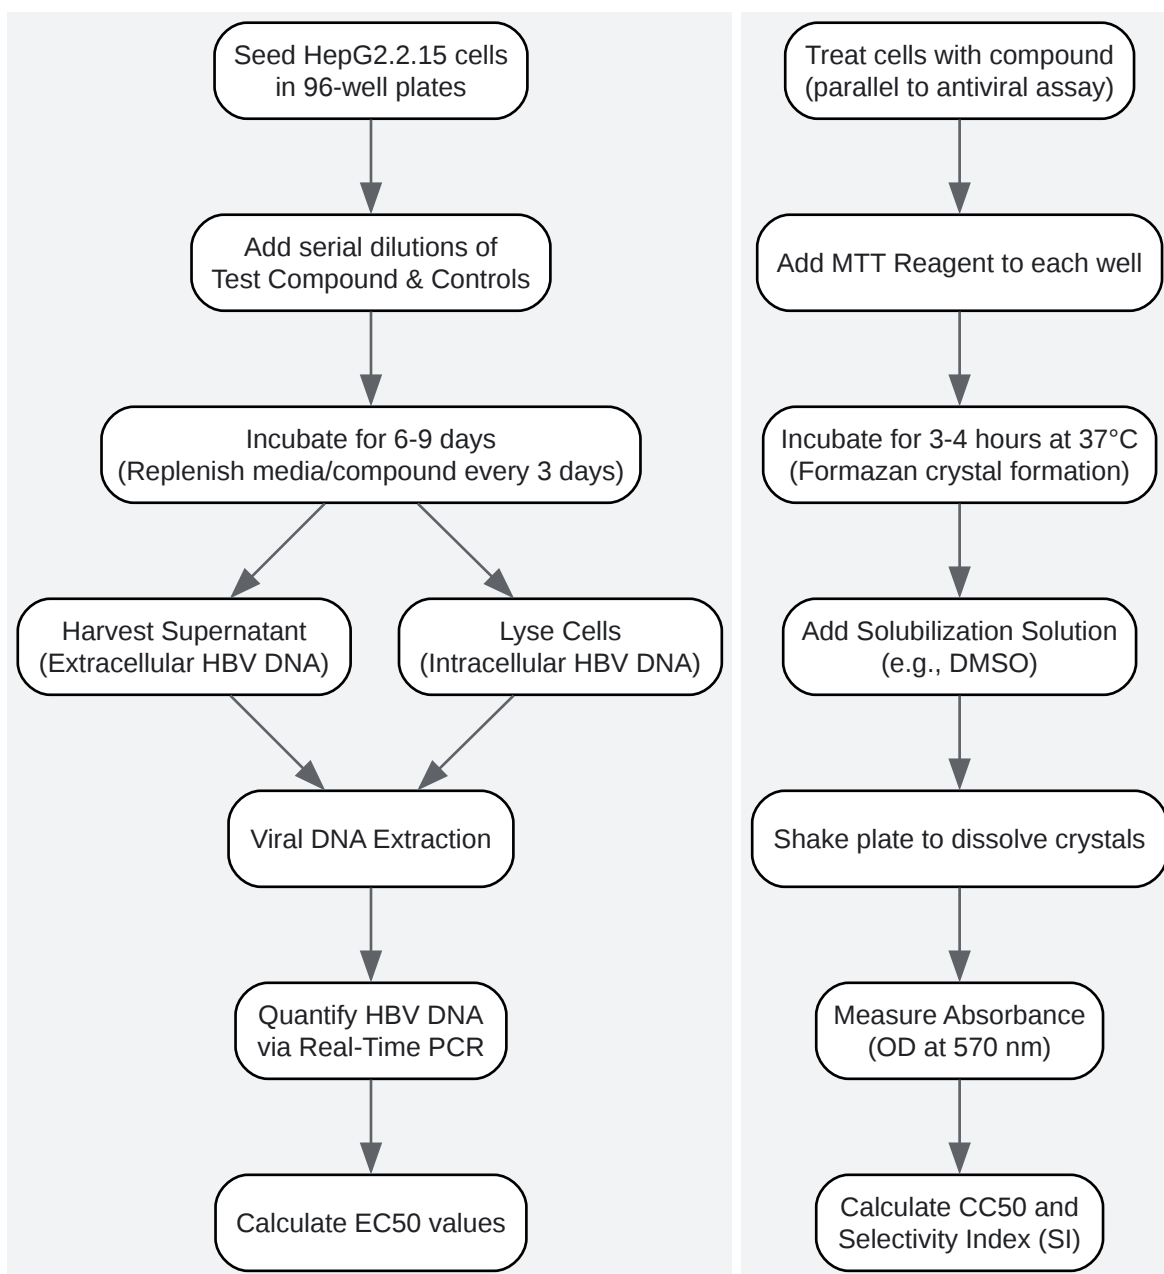 Seed HepG2.2.15 cells
in 96-well plates
Add serial dilutions of
Test Compound & Controls
Incubate for 6-9 days
(Replenish media/compound every 3 days)
Harvest Supernatant
(Extracellular HBV DNA)
Lyse Cells
(Intracellular HBV DNA)
Viral DNA Extraction
Quantify HBV DNA
via Real-Time PCR
Calculate EC50 values
Treat cells with compound
(parallel to antiviral assay)
Add MTT Reagent to each well
Incubate for 3-4 hours at 37°C
(Formazan crystal formation)
Add Solubilization Solution
(e.g., DMSO)
Shake plate to dissolve crystals
Measure Absorbance
(OD at 570 nm)
Calculate CC50 and
Selectivity Index (SI)